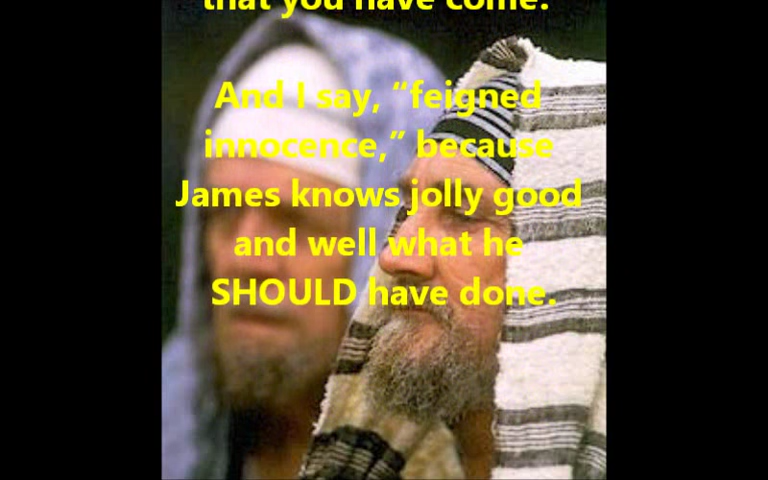 that you have come.
And I say, “feigned
innocence,” because
James knows jolly good
and well what he
SHOULD have done.